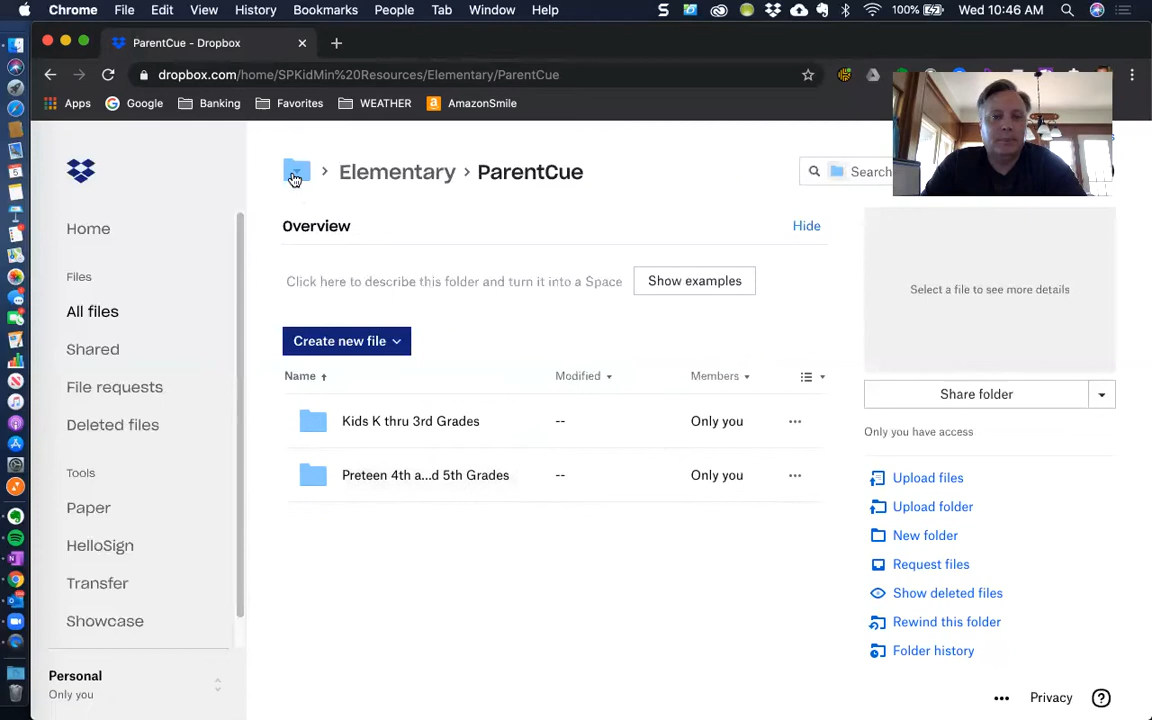 Chrome File Edit View History Bookmarks People Tab Window Help 100% Wed 10:46 AM
ParentCue - Dropbox
dropbox.com/home/SPKidMin%20Resources/Elementary/ParentCue
Apps Google Banking Favorites WEATHER AmazonSmile
Elementary > ParentCue
Search
Overview
Hide
Click here to describe this folder and turn it into a Space
Show examples
Create new file
Name Modified Members
Kids K thru 3rd Grades -- Only you
Preteen 4th a...d 5th Grades -- Only you
Home
Files
All files
Shared
File requests
Deleted files
Tools
Paper
HelloSign
Transfer
Showcase
Personal
Only you
Select a file to see more details
Share folder
Only you have access
Upload files
Upload folder
New folder
Request files
Show deleted files
Rewind this folder
Folder history
Privacy